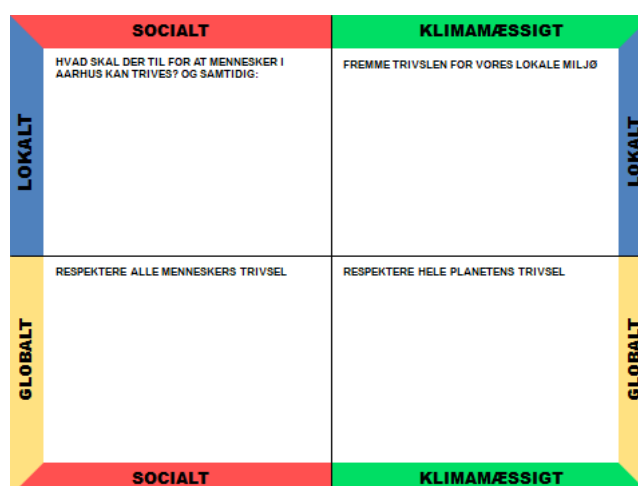 SOCIALT
KLIMAMÆSSIGT
HVAD SKAL DER TIL FOR AT MENNESKER I
AARHUS KAN TRIVES? OG SAMTIDIG:
FREMME TRIVSLEN FOR VORES LOKALE MILJØ
LOKALT
LOKALT
RESPEKTERE ALLE MENNESKERS TRIVSEL
RESPEKTERE HELE PLANETENS TRIVSEL
GLOBALT
GLOBALT
SOCIALT
KLIMAMÆSSIGT